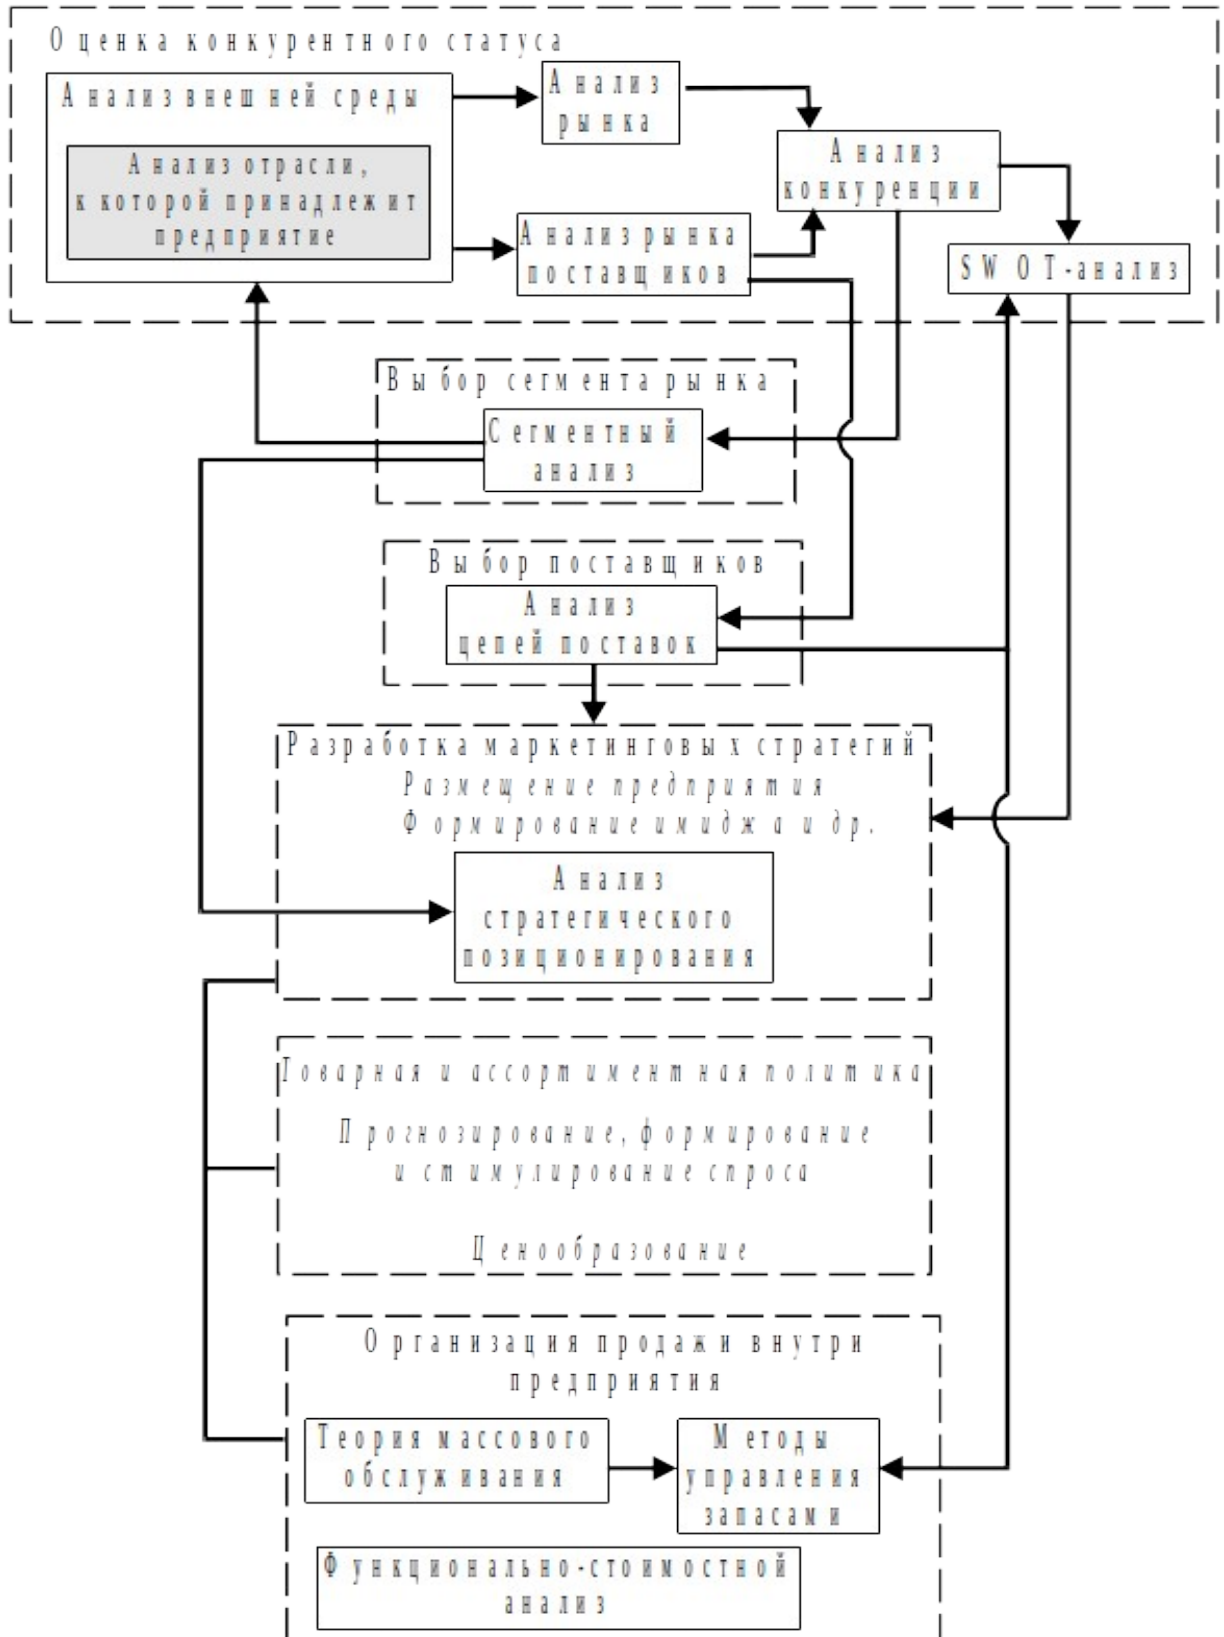 Оценка конкурентного статуса
Анализ внешней среды
Анализ отрасли,
к которой принадлежит
предприятие
Анализ
рынка
Анализ рынка
поставщиков
Анализ
конкуренции
SWOT-анализ
Выбор сегмента рынка
Сегментный
анализ
Выбор поставщиков
Анализ
цепей поставок
Разработка маркетинговых стратегий
Размещение предприятия
Формирование имиджа и др.
Анализ
стратегического
позиционирования
Товарная и ассортиментная политика
Прогнозирование, формирование
и стимулирование спроса
Ценообразование
Организация продажи внутри
предприятия
Теория массового
обслуживания
Методы
управления
запасами
Функционально-стоимостной
анализ